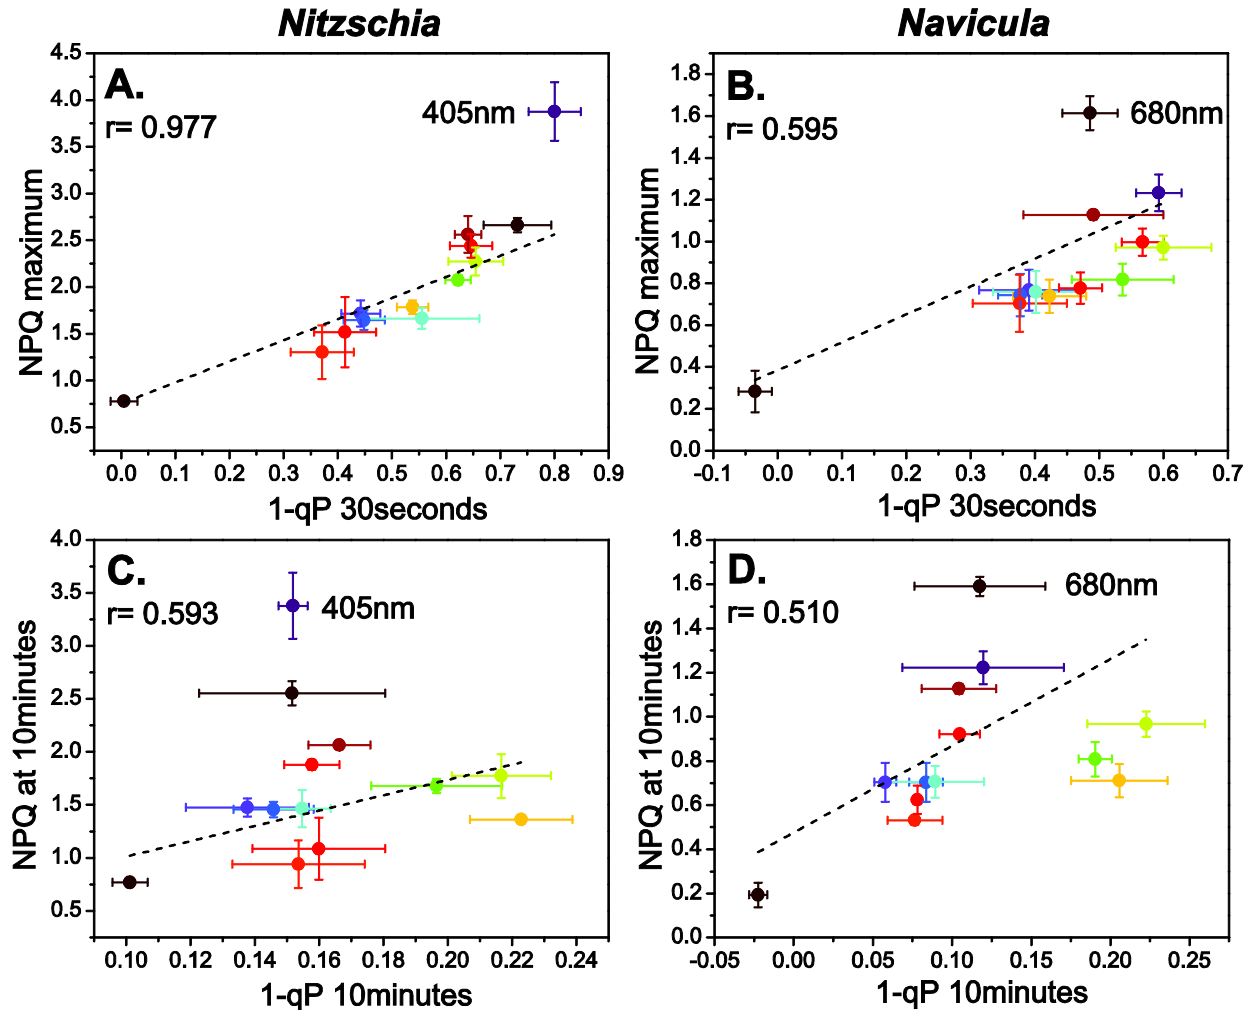 Nitzschia
Navicula
A.
r= 0.977
405nm
4.5
4.0
3.5
3.0
2.5
2.0
1.5
1.0
0.5
NPQ maximum
0.0 0.1 0.2 0.3 0.4 0.5 0.6 0.7 0.8 0.9
1-qP 30seconds
B.
r= 0.595
680nm
1.8
1.6
1.4
1.2
1.0
0.8
0.6
0.4
0.2
0.0
NPQ maximum
-0.1 0.0 0.1 0.2 0.3 0.4 0.5 0.6 0.7
1-qP 30seconds
C.
r= 0.593
405nm
4.0
3.5
3.0
2.5
2.0
1.5
1.0
0.5
NPQ at 10minutes
0.10 0.12 0.14 0.16 0.18 0.20 0.22 0.24
1-qP 10minutes
D.
r= 0.510
680nm
1.8
1.6
1.4
1.2
1.0
0.8
0.6
0.4
0.2
0.0
NPQ at 10minutes
-0.05 0.00 0.05 0.10 0.15 0.20 0.25
1-qP 10minutes